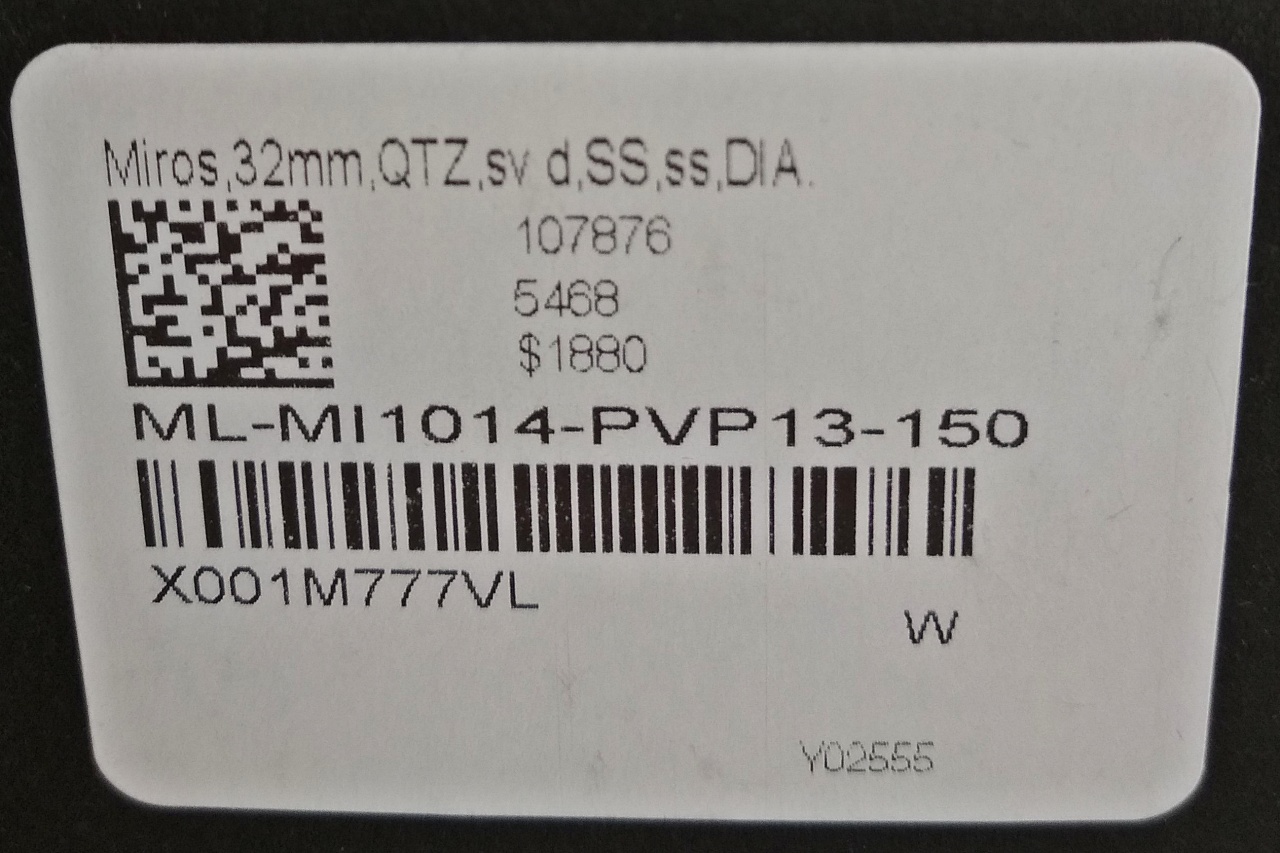 Miros,32mm,QTZ,sv d,SS,ss,DIA.
107876
5468
$1880
ML-MI1014-PVP13-150
X001M777VL
W
Y02555